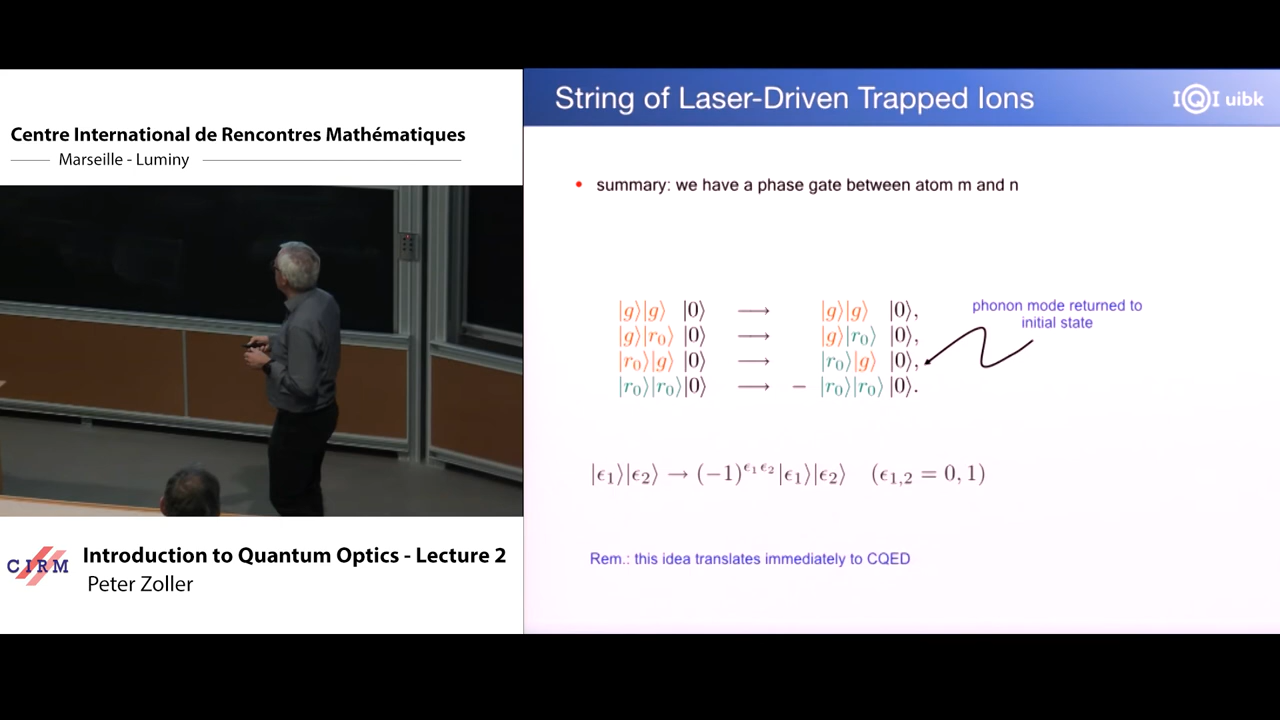 Centre International de Rencontres Mathématiques
Marseille - Luminy
CIRM
Introduction to Quantum Optics - Lecture 2
Peter Zoller
String of Laser-Driven Trapped Ions
IQI uibk
• summary: we have a phase gate between atom m and n
|g⟩|g⟩ |0⟩ ⟶ |g⟩|g⟩ |0⟩,
|g⟩|r₀⟩ |0⟩ ⟶ |g⟩|r₀⟩ |0⟩,
|r₀⟩|g⟩ |0⟩ ⟶ |r₀⟩|g⟩ |0⟩,
|r₀⟩|r₀⟩|0⟩ ⟶ − |r₀⟩|r₀⟩ |0⟩.
phonon mode returned to
initial state
|ϵ₁⟩|ϵ₂⟩ → (−1)^{ϵ₁ϵ₂}|ϵ₁⟩|ϵ₂⟩ (ϵ₁,₂ = 0, 1)
Rem.: this idea translates immediately to CQED